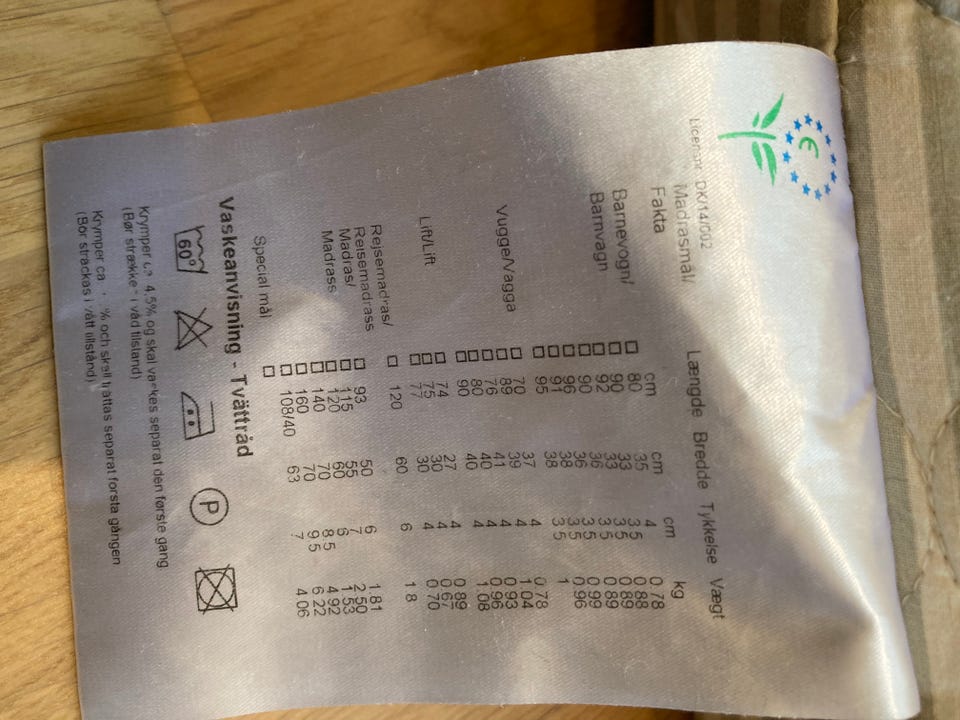 Licensnr. DK/14/002
Madrasmål/ Længde Bredde Tykkelse Vægt
Fakta cm cm cm kg
Barnevogn/ 80 35 4 0.78
Barnvagn 90 33 3.5 0.88
92 33 3.5 0.89
90 36 3.5 0.89
96 36 3.5 0.99
91 38 3.5 0.96
95 38 1
Vugge/Vagga 70 37 4 0.78
89 39 4 1.04
76 41 4 0.93
80 40 4 0.96
90 40 4 1.08
Lift/Lift 74 27 4 0.89
75 30 4 0.67
77 30 4 0.70
Rejsemadras/ 120 60 6 1.8
Reisemadrass 93 50 6 1.81
Madras/ 115 55 7 2.50
Madrass 120 60 6 1.53
140 70 8.5 4.92
160 70 9.5 6.22
108/40 63 7 4.06
Special mål
Vaskeanvisning - Tvättråd
60° P
Krymper ca 4,5% og skal vaskes separat den første gang
(Bør strække i våd tilstand)
Krymper ca % och skall tvättas separat första gången
(Bör sträckas i vått tillstånd)